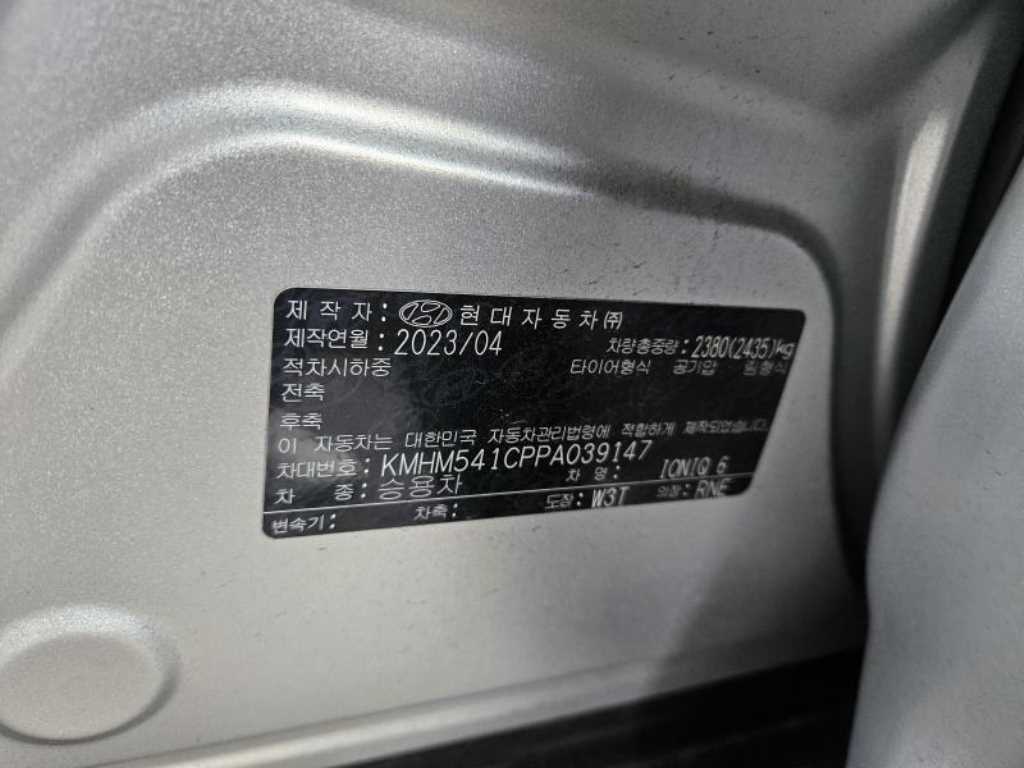 제 작 자 : 현 대 자 동 차 ㈜
제작연월 : 2023/04 차량총중량 : 2380(2435)kg
적차시하중 타이어형식 공기압 림형식
전축
후축
이 자동차는 대한민국 자동차관리법령에 적합하게 제작되었습니다.
차대번호 : KMHM541CPPA039147 차 명 : IONIQ 6
차 종 : 승용차
변속기 : 차축 : 도장 : W3T 의장 : RNE